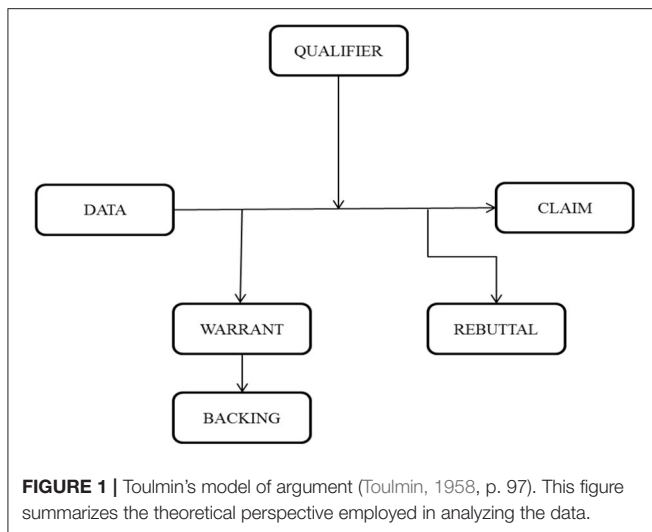 QUALIFIER
DATA
CLAIM
WARRANT
REBUTTAL
BACKING
FIGURE 1 | Toulmin's model of argument (Toulmin, 1958, p. 97). This figure
summarizes the theoretical perspective employed in analyzing the data.